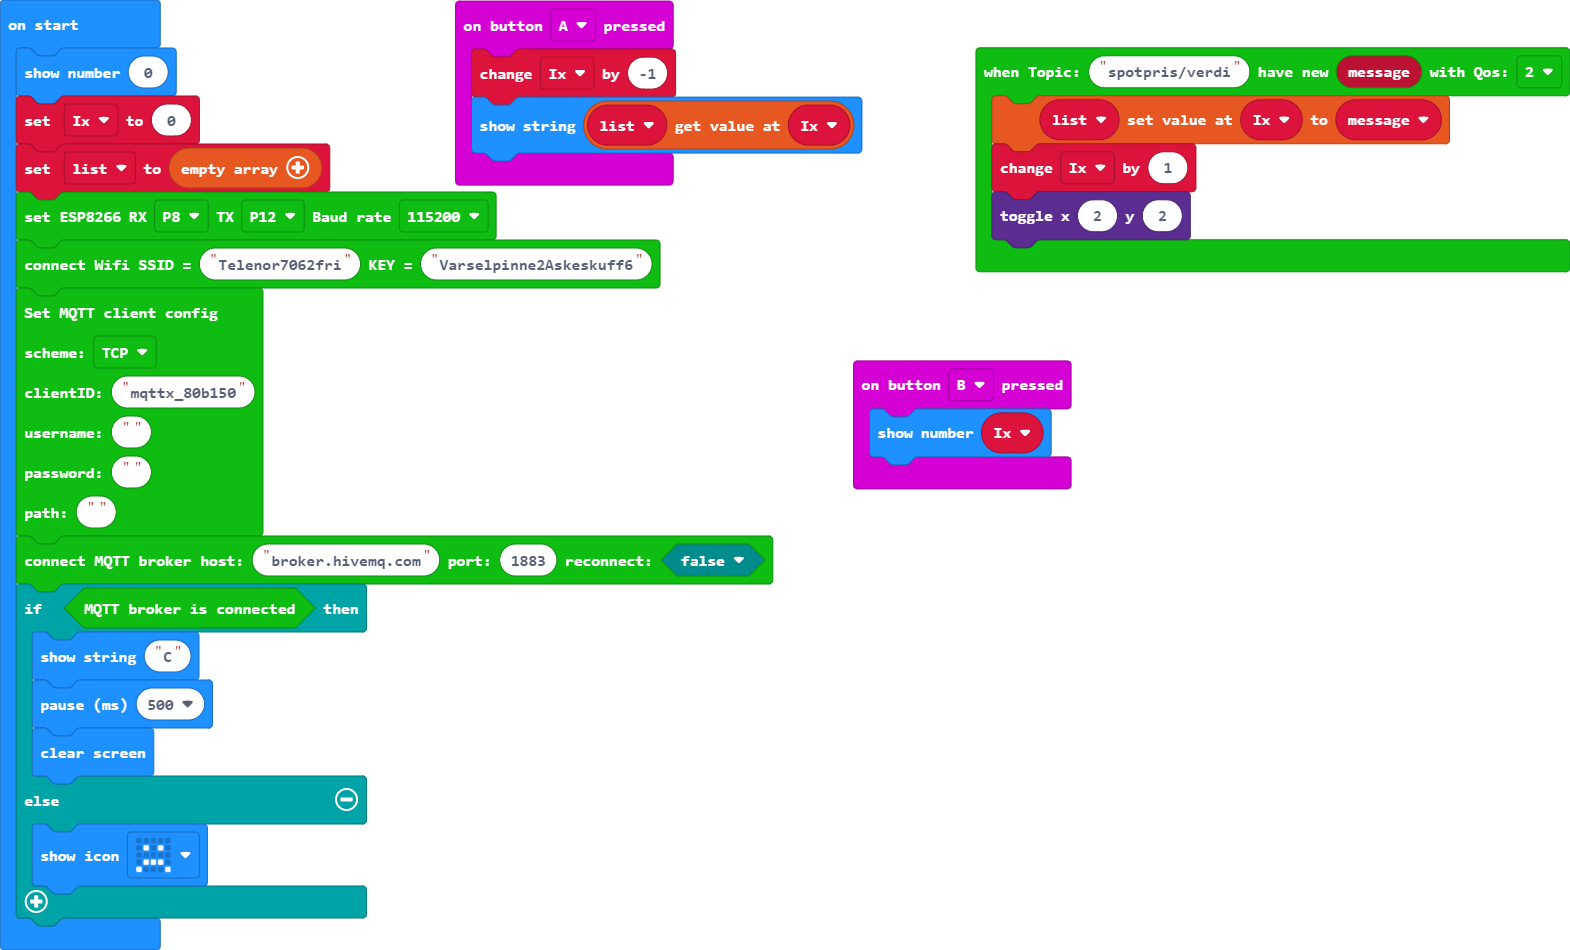 on start
show number 0
set Ix to 0
set list to empty array
set ESP8266 RX P8 TX P12 Baud rate 115200
connect Wifi SSID = "Telenor7062fri" KEY = "Varselpinne2Askeskuff6"
Set MQTT client config
scheme: TCP
clientID: "mqttx_80b150"
username: " "
password: " "
path: " "
connect MQTT broker host: "broker.hivemq.com" port: 1883 reconnect: false
if MQTT broker is connected then
show string "C"
pause (ms) 500
clear screen
else
show icon
on button A pressed
change Ix by -1
show string list get value at Ix
when Topic: "spotpris/verdi" have new message with Qos: 2
list set value at Ix to message
change Ix by 1
toggle x 2 y 2
on button B pressed
show number Ix